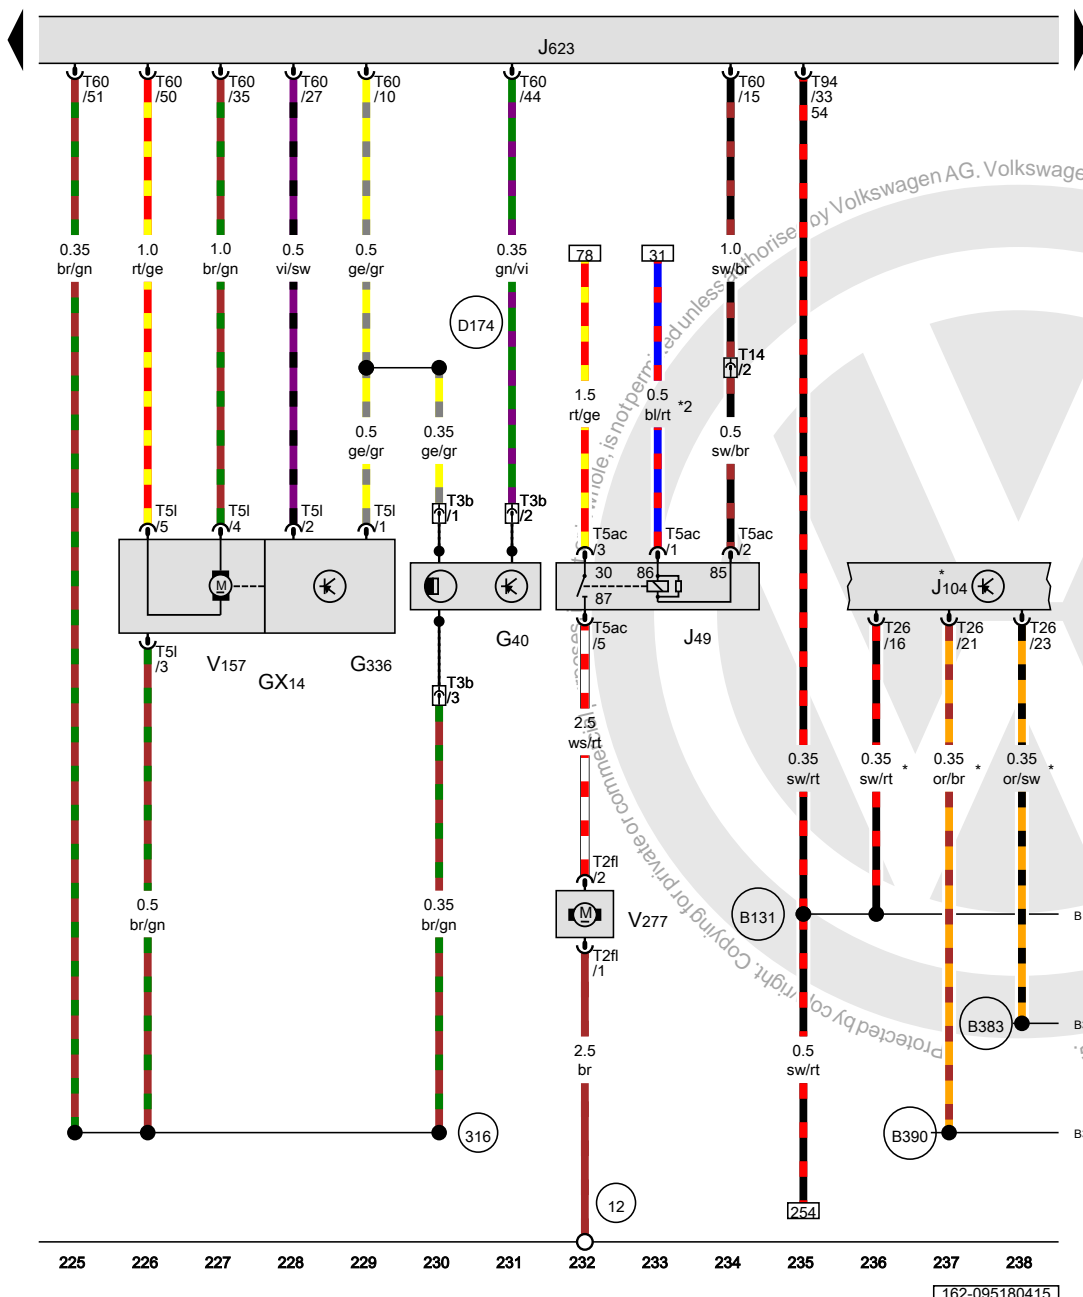 J623
T60 /51
T60 /50
T60 /35
T60 /27
T60 /10
T60 /44
T60 /15
T94 /33 54
0.35 br/gn
1.0 rt/ge
1.0 br/gn
0.5 vi/sw
0.5 ge/gr
0.35 gn/vi
78
31
1.0 sw/br
D174
T14 /2
1.5 rt/ge
0.5 bl/rt *2
0.5 ge/gr
0.35 ge/gr
0.5 sw/br
T5l /5
T5l /4
T5l /2
T5l /1
T3b /1
T3b /2
T5ac /3
T5ac /1
T5ac /2
M
30
86
85
87
*
J104
T5l /3
V157
GX14
G336
G40
T5ac /5
J49
T26 /16
T26 /21
T26 /23
T3b /3
2.5 ws/rt
0.35 sw/rt
0.35 sw/rt *
0.35 or/br *
0.35 or/sw *
T2fl /2
M
V277
T2fl /1
0.5 br/gn
0.35 br/gn
B131
B383
B390
2.5 br
0.5 sw/rt
316
12
254
225 226 227 228 229 230 231 232 233 234 235 236 237 238
162-095180415
Protected by copyright. Copying for private or commercial purposes,
whole, is not permitted unless authorised by Volkswagen AG. Volkswage